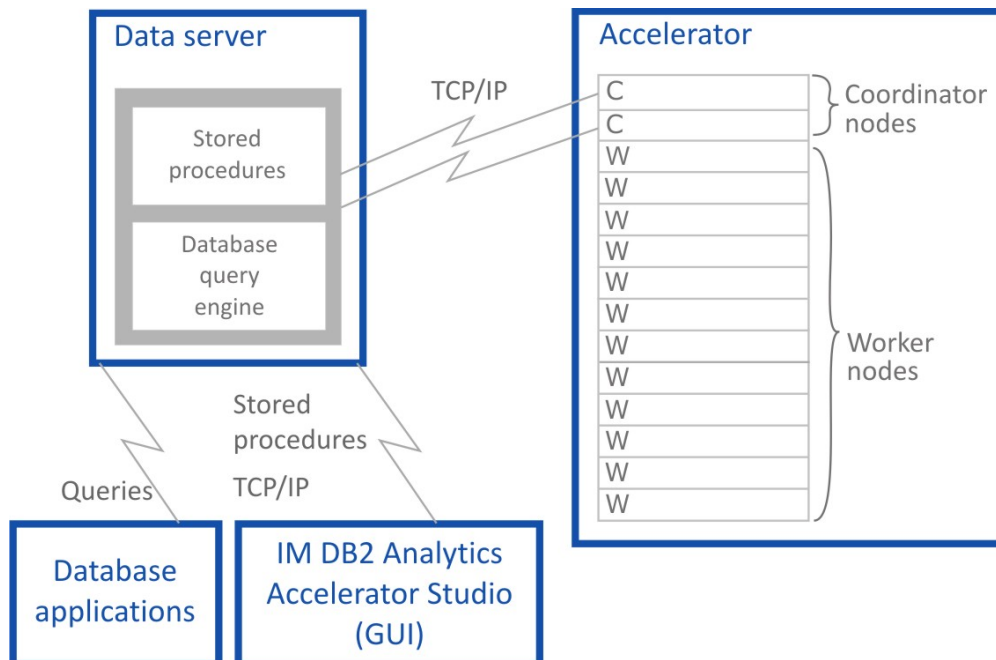 Data server
Stored
procedures
Database
query
engine
TCP/IP
Accelerator
C
C
W
W
W
W
W
W
W
W
W
W
W
W
Coordinator
nodes
Worker
nodes
Queries
Stored
procedures
TCP/IP
Database
applications
IM DB2 Analytics
Accelerator Studio
(GUI)